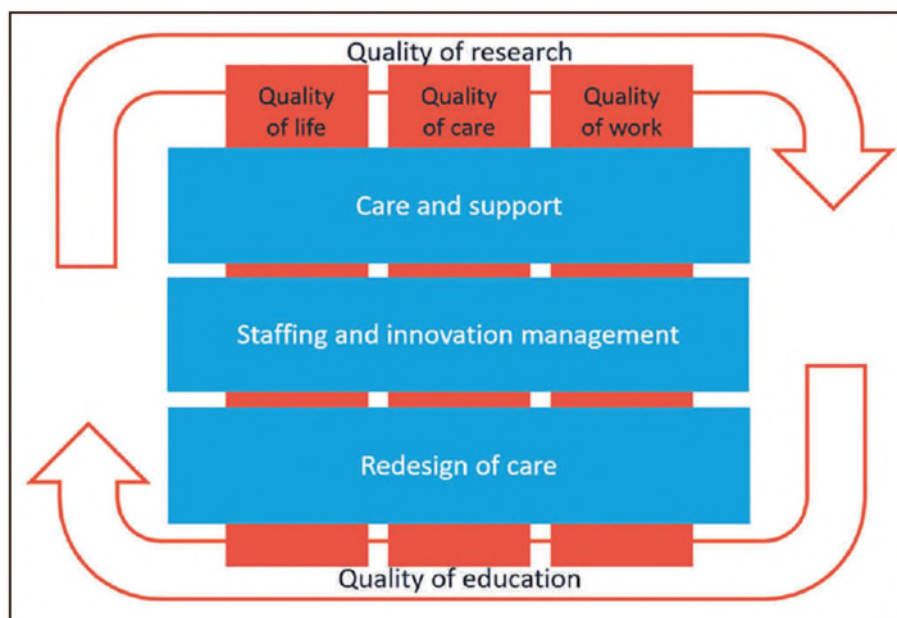 Quality of research
Quality
of life
Quality
of care
Quality
of work
Care and support
Staffing and innovation management
Redesign of care
Quality of education